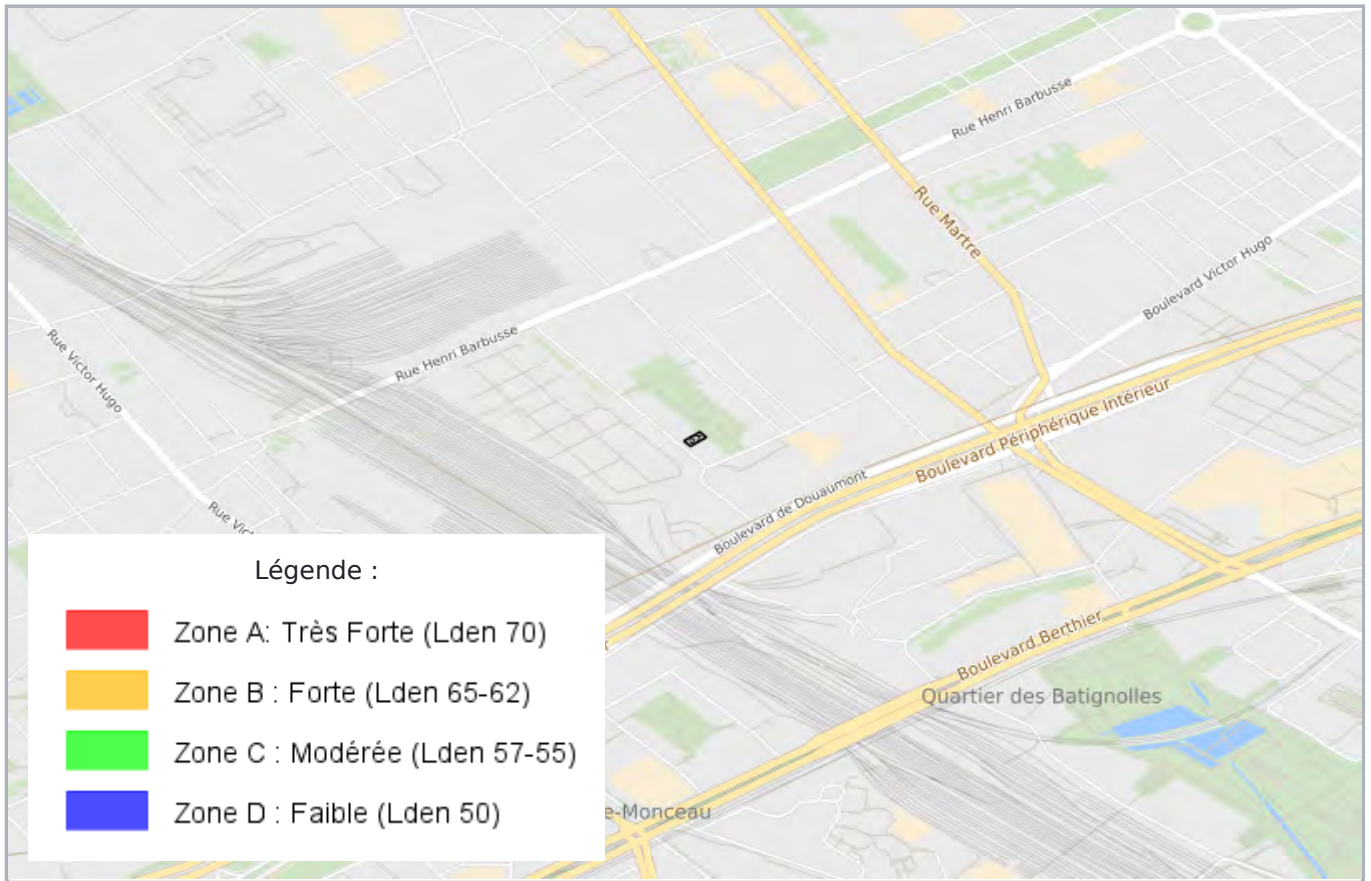 Rue Henri Barbusse
Rue Martre
Boulevard Victor Hugo
Rue Henri Barbusse
Rue Victor Hugo
Boulevard Périphérique Intérieur
Boulevard de Douaumont
Rue Vic
Légende :
Zone A: Très Forte (Lden 70)
Zone B : Forte (Lden 65-62)
Zone C : Modérée (Lden 57-55)
Zone D : Faible (Lden 50)
Boulevard Berthier
Quartier des Batignolles
e-Monceau